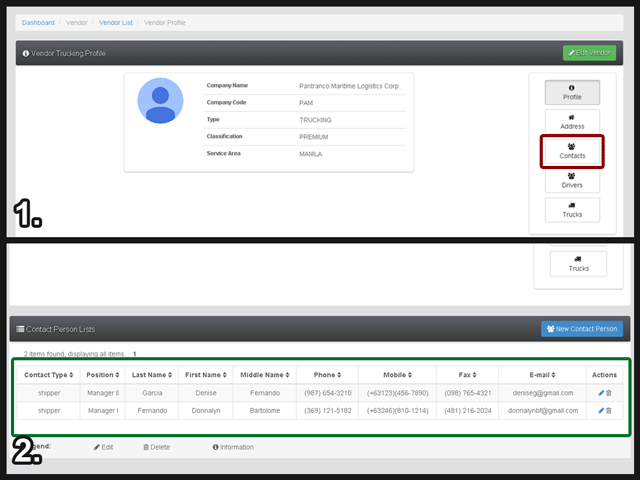 Dashboard / Vendor / Vendor List / Vendor Profile
Vendor Trucking Profile
Edit Vendor
Company Name Pantranco Maritime Logistics Corp.
Company Code PAM
Type TRUCKING
Classification PREMIUM
Service Area MANILA
Profile
Address
Contacts
Drivers
Trucks
1.
Trucks
Contact Person Lists
New Contact Person
2 items found, displaying all items 1
Contact Type Position Last Name First Name Middle Name Phone Mobile Fax E-mail Actions
shipper Manager II Garcia Denise Fernando (987) 654-3210 (+63123)(456-7890) (098) 765-4321 deniseg@gmail.com
shipper Manager I Fernando Donnalyn Bartolome (369) 121-5182 (+63246)(810-1214) (481) 216-2024 donnalynbf@gmail.com
Edit Delete Information
2.